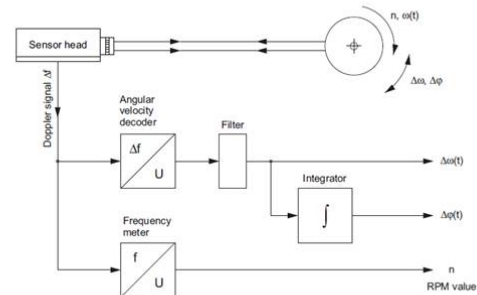 n, ω(t)
Sensor head
Δω, Δφ
Doppler signal Δf
Angular
velocity
decoder
Filter
Δf
U
Δω(t)
Integrator
∫
Δφ(t)
Frequency
meter
f
U
n
RPM value